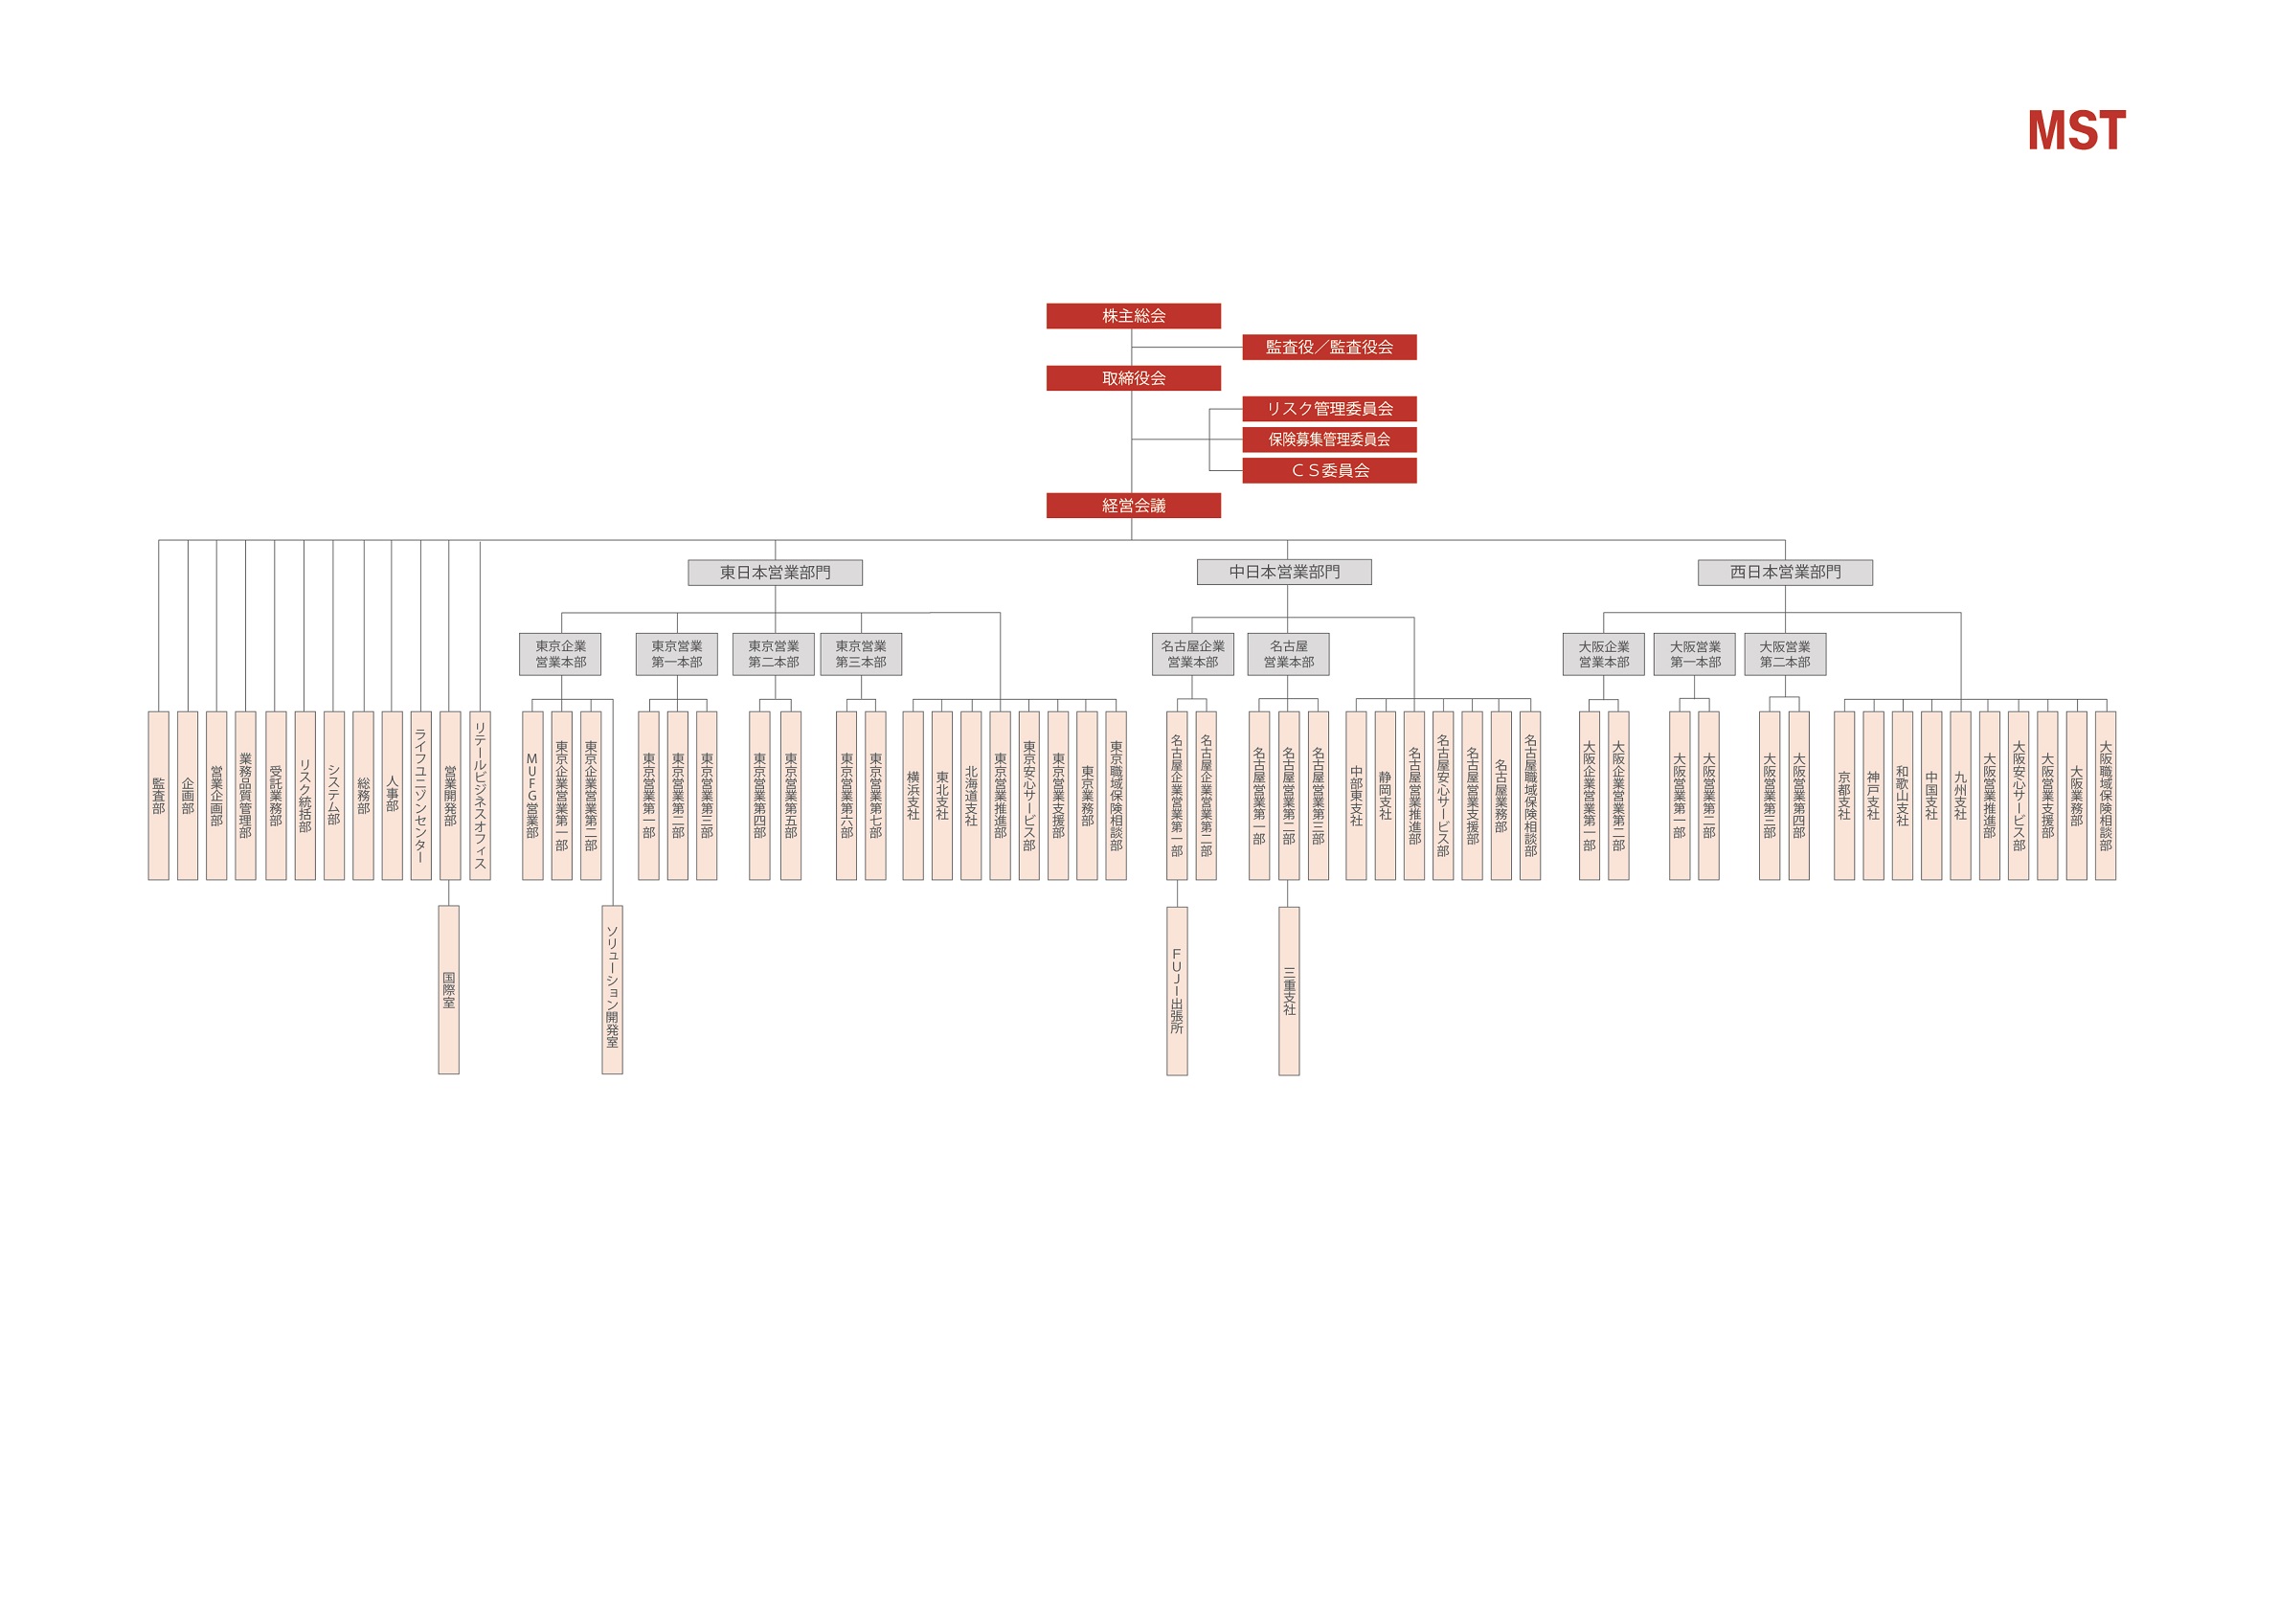 MST
株主総会
監査役／監査役会
取締役会
リスク管理委員会
保険募集管理委員会
ＣＳ委員会
経営会議
東日本営業部門
中日本営業部門
西日本営業部門
東京企業
営業本部
東京営業
第一本部
東京営業
第二本部
東京営業
第三本部
名古屋企業
営業本部
名古屋
営業本部
大阪企業
営業本部
大阪営業
第一本部
大阪営業
第二本部
監査部
企画部
営業企画部
業務品質管理部
受託業務部
リスク統括部
システム部
総務部
人事部
ライフユニゾンセンター
営業開発部
リテールビジネスオフィス
ＭＵＦＧ営業部
東京企業営業第一部
東京企業営業第二部
東京営業第一部
東京営業第二部
東京営業第三部
東京営業第四部
東京営業第五部
東京営業第六部
東京営業第七部
横浜支社
東北支社
北海道支社
東京営業推進部
東京安心サービス部
東京営業支援部
東京業務部
東京職域保険相談部
名古屋企業営業第一部
名古屋企業営業第二部
名古屋営業第一部
名古屋営業第二部
名古屋営業第三部
中部東支社
静岡支社
名古屋営業推進部
名古屋安心サービス部
名古屋営業支援部
名古屋業務部
名古屋職域保険相談部
大阪企業営業第一部
大阪企業営業第二部
大阪営業第一部
大阪営業第二部
大阪営業第三部
大阪営業第四部
京都支社
神戸支社
和歌山支社
中国支社
九州支社
大阪営業推進部
大阪安心サービス部
大阪営業支援部
大阪業務部
大阪職域保険相談部
国際室
ソリューション開発室
ＦＵＪＩ出張所
三重支社